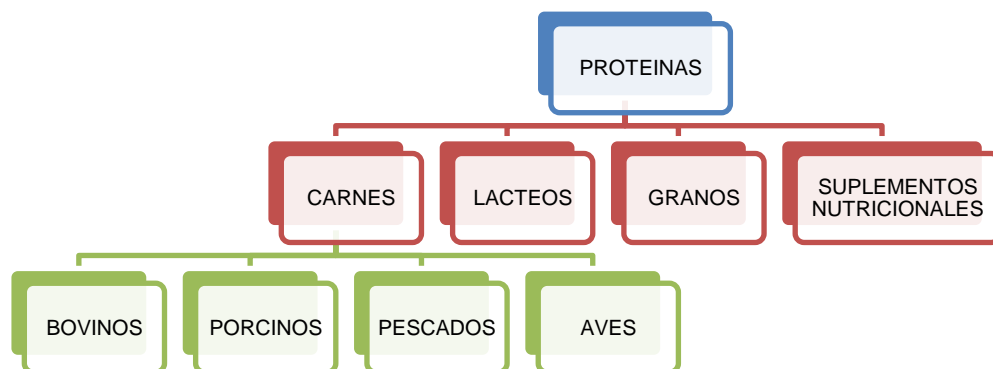 PROTEINAS
CARNES
LACTEOS
GRANOS
SUPLEMENTOS
NUTRICIONALES
BOVINOS
PORCINOS
PESCADOS
AVES